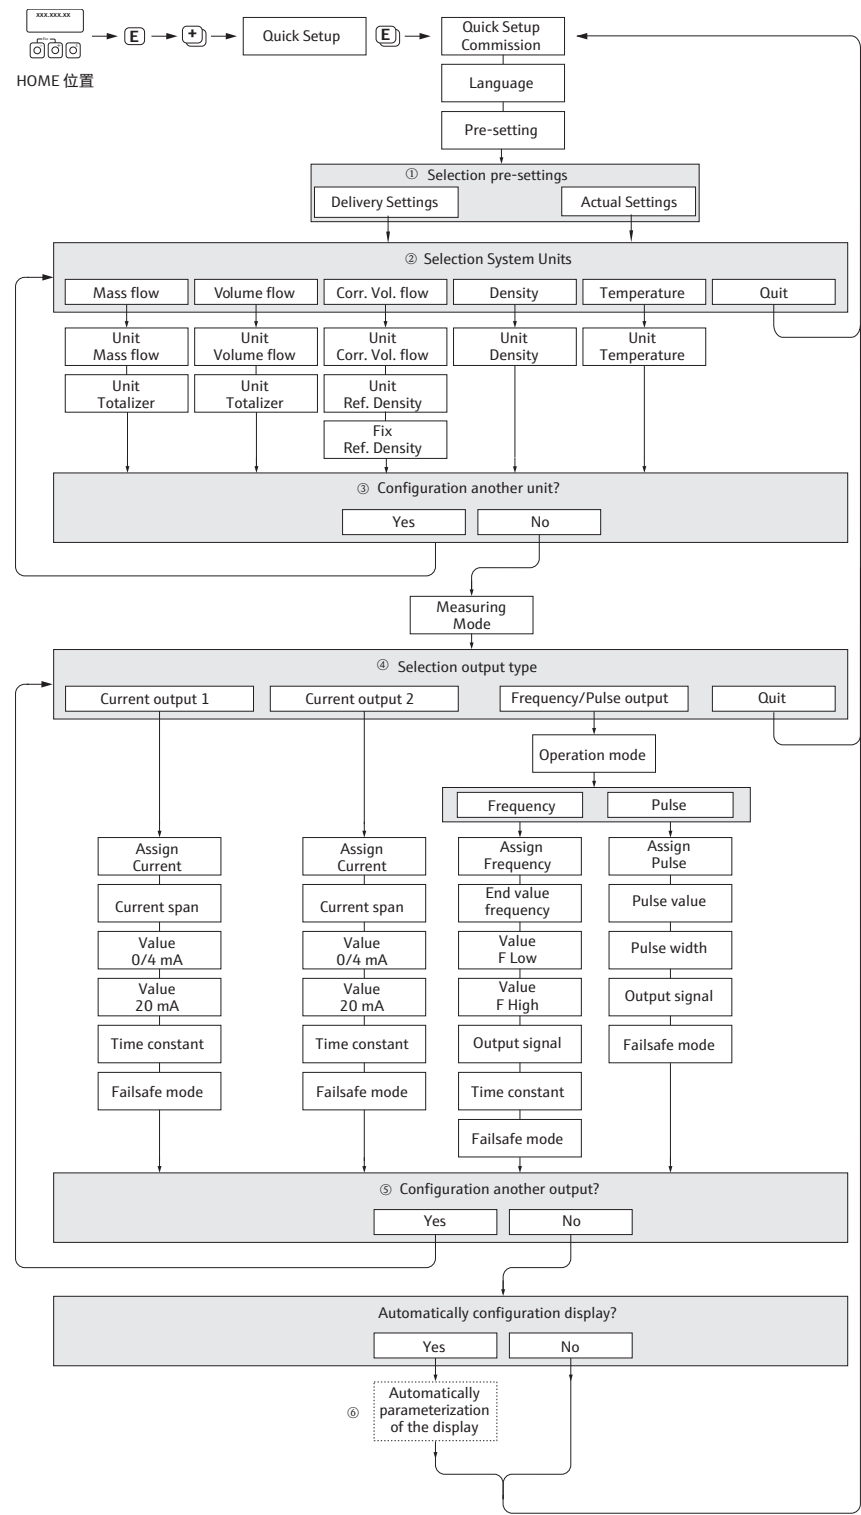 XXX.XXX.XX
Esc
- + E
HOME 位置
E
+
Quick Setup
E
Quick Setup
Commission
Language
Pre-setting
① Selection pre-settings
Delivery Settings
Actual Settings
② Selection System Units
Mass flow
Volume flow
Corr. Vol. flow
Density
Temperature
Quit
Unit
Mass flow
Unit
Volume flow
Unit
Corr. Vol. flow
Unit
Density
Unit
Temperature
Unit
Totalizer
Unit
Totalizer
Unit
Ref. Density
Fix
Ref. Density
③ Configuration another unit?
Yes
No
Measuring
Mode
④ Selection output type
Current output 1
Current output 2
Frequency/Pulse output
Quit
Operation mode
Frequency
Pulse
Assign
Current
Assign
Current
Assign
Frequency
Assign
Pulse
Current span
Current span
End value
frequency
Pulse value
Value
0/4 mA
Value
0/4 mA
Value
F Low
Pulse width
Value
20 mA
Value
20 mA
Value
F High
Output signal
Time constant
Time constant
Output signal
Failsafe mode
Failsafe mode
Failsafe mode
Time constant
Failsafe mode
⑤ Configuration another output?
Yes
No
Automatically configuration display?
Yes
No
⑥
Automatically
parameterization
of the display